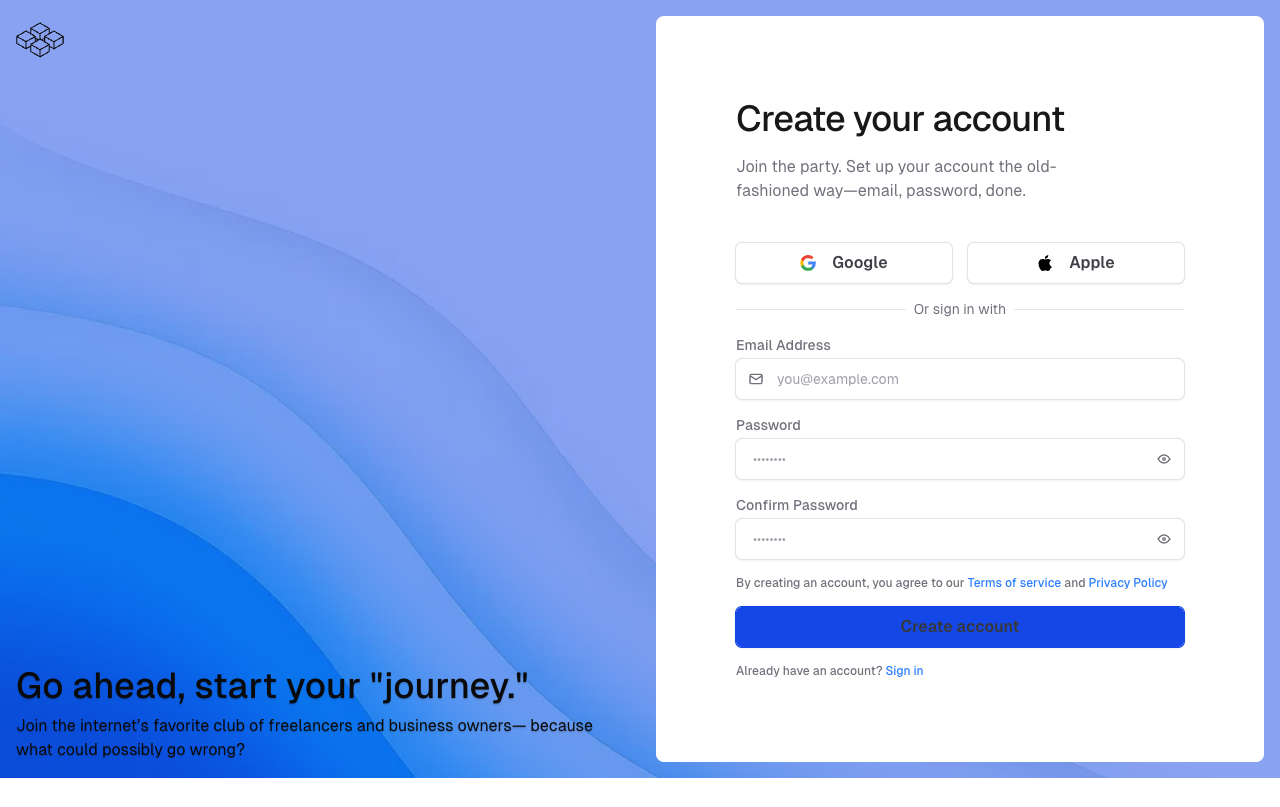 Create your account
Join the party. Set up your account the old-
fashioned way—email, password, done.
Google
Apple
Or sign in with
Email Address
you@example.com
Password
••••••••
Confirm Password
••••••••
By creating an account, you agree to our Terms of service and Privacy Policy
Create account
Already have an account? Sign in
Go ahead, start your "journey."
Join the internet's favorite club of freelancers and business owners— because
what could possibly go wrong?